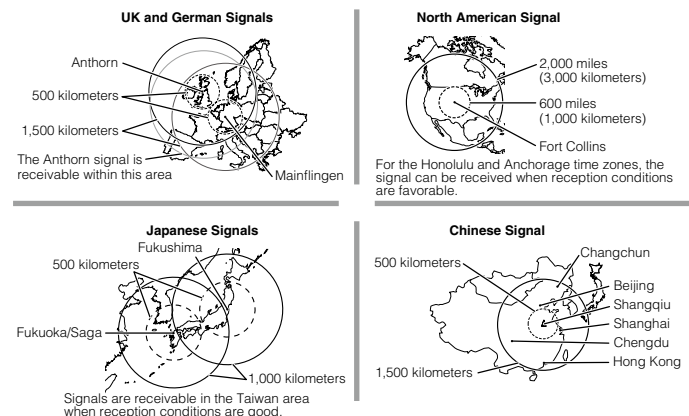 UK and German Signals
Anthorn
500 kilometers
1,500 kilometers
The Anthorn signal is
receivable within this area
Mainflingen
North American Signal
2,000 miles
(3,000 kilometers)
600 miles
(1,000 kilometers)
Fort Collins
For the Honolulu and Anchorage time zones, the
signal can be received when reception conditions
are favorable.
Japanese Signals
Fukushima
500 kilometers
Fukuoka/Saga
1,000 kilometers
Signals are receivable in the Taiwan area
when reception conditions are good.
Chinese Signal
Changchun
500 kilometers
Beijing
Shangqiu
Shanghai
Chengdu
Hong Kong
1,500 kilometers